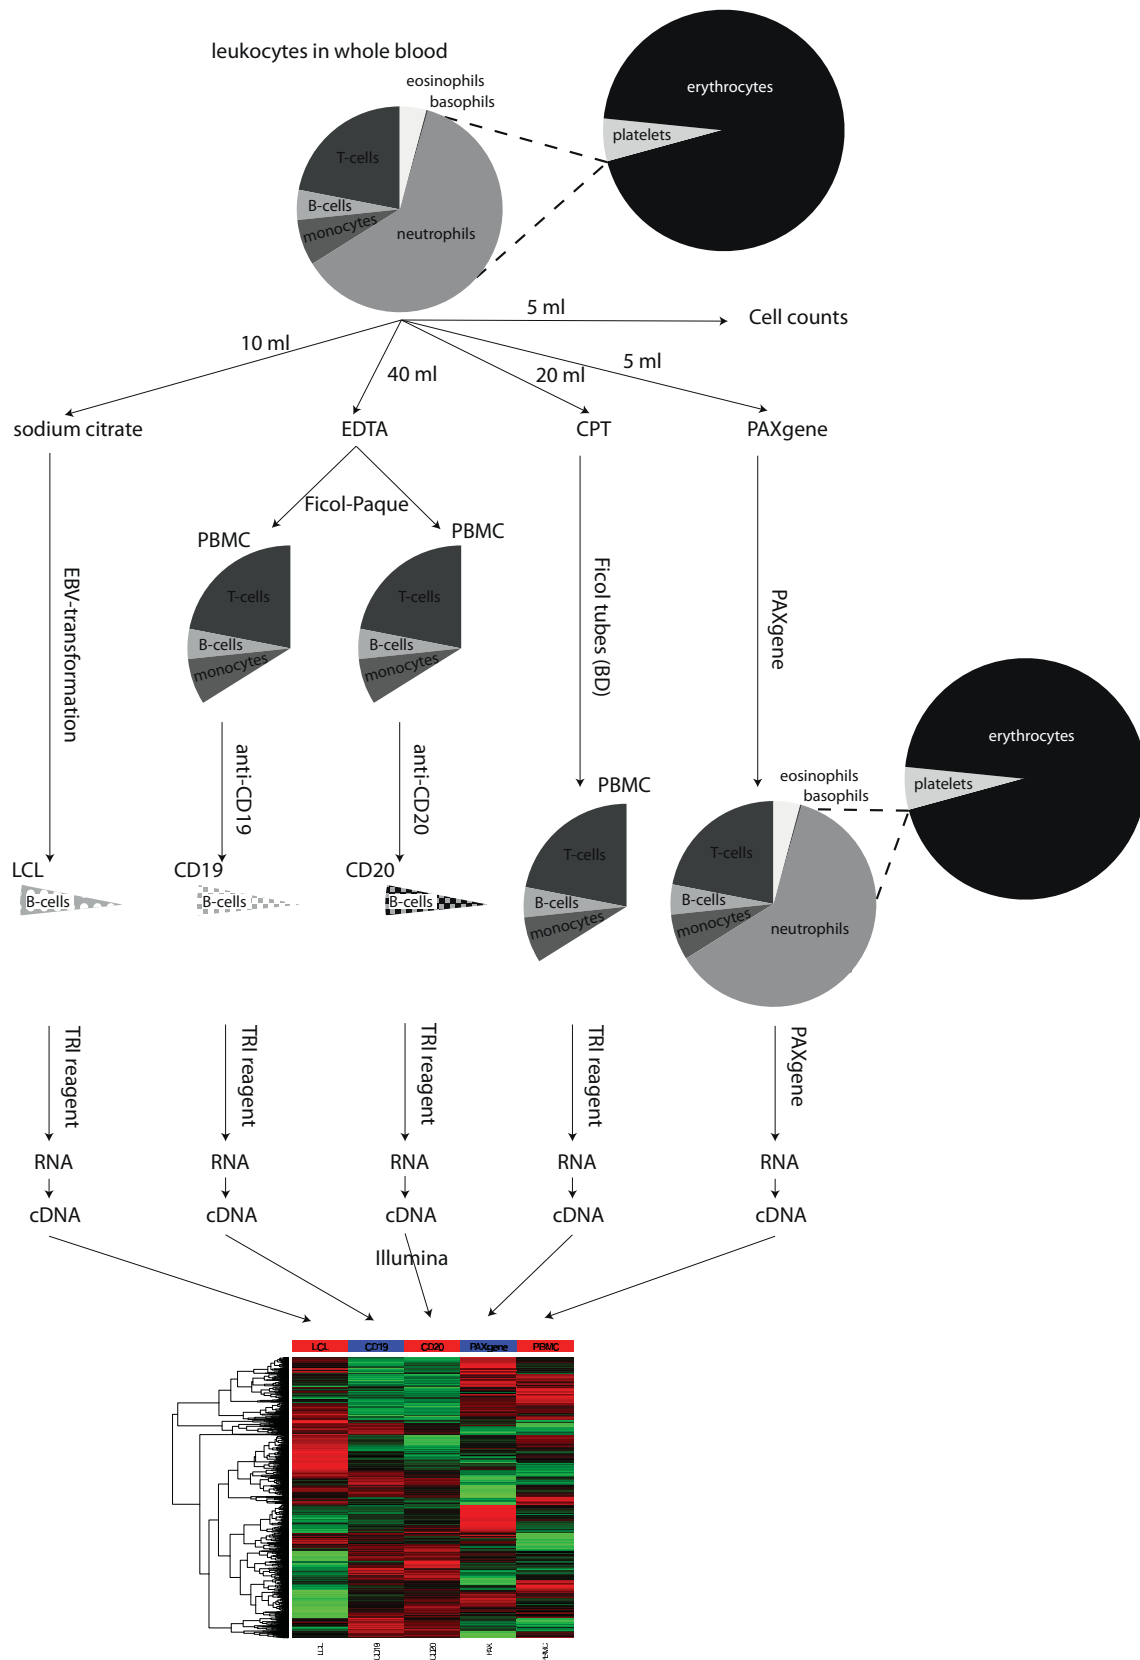 leukocytes in whole blood
eosinophils
basophils
T-cells
B-cells
monocytes
neutrophils
erythrocytes
platelets
5 ml
Cell counts
10 ml
40 ml
20 ml
5 ml
sodium citrate
EDTA
CPT
PAXgene
Ficol-Paque
PBMC
PBMC
EBV-transformation
T-cells
B-cells
monocytes
T-cells
B-cells
monocytes
Ficol tubes (BD)
PAXgene
anti-CD19
anti-CD20
erythrocytes
platelets
PBMC
eosinophils
basophils
LCL
CD19
CD20
B-cells
B-cells
B-cells
T-cells
B-cells
monocytes
T-cells
B-cells
monocytes
neutrophils
TRI reagent
TRI reagent
TRI reagent
TRI reagent
PAXgene
RNA
RNA
RNA
RNA
RNA
cDNA
cDNA
cDNA
cDNA
cDNA
Illumina
LCL
CD19
CD20
PAXgene
PBMC
LCL
CD19
CD20
PAX